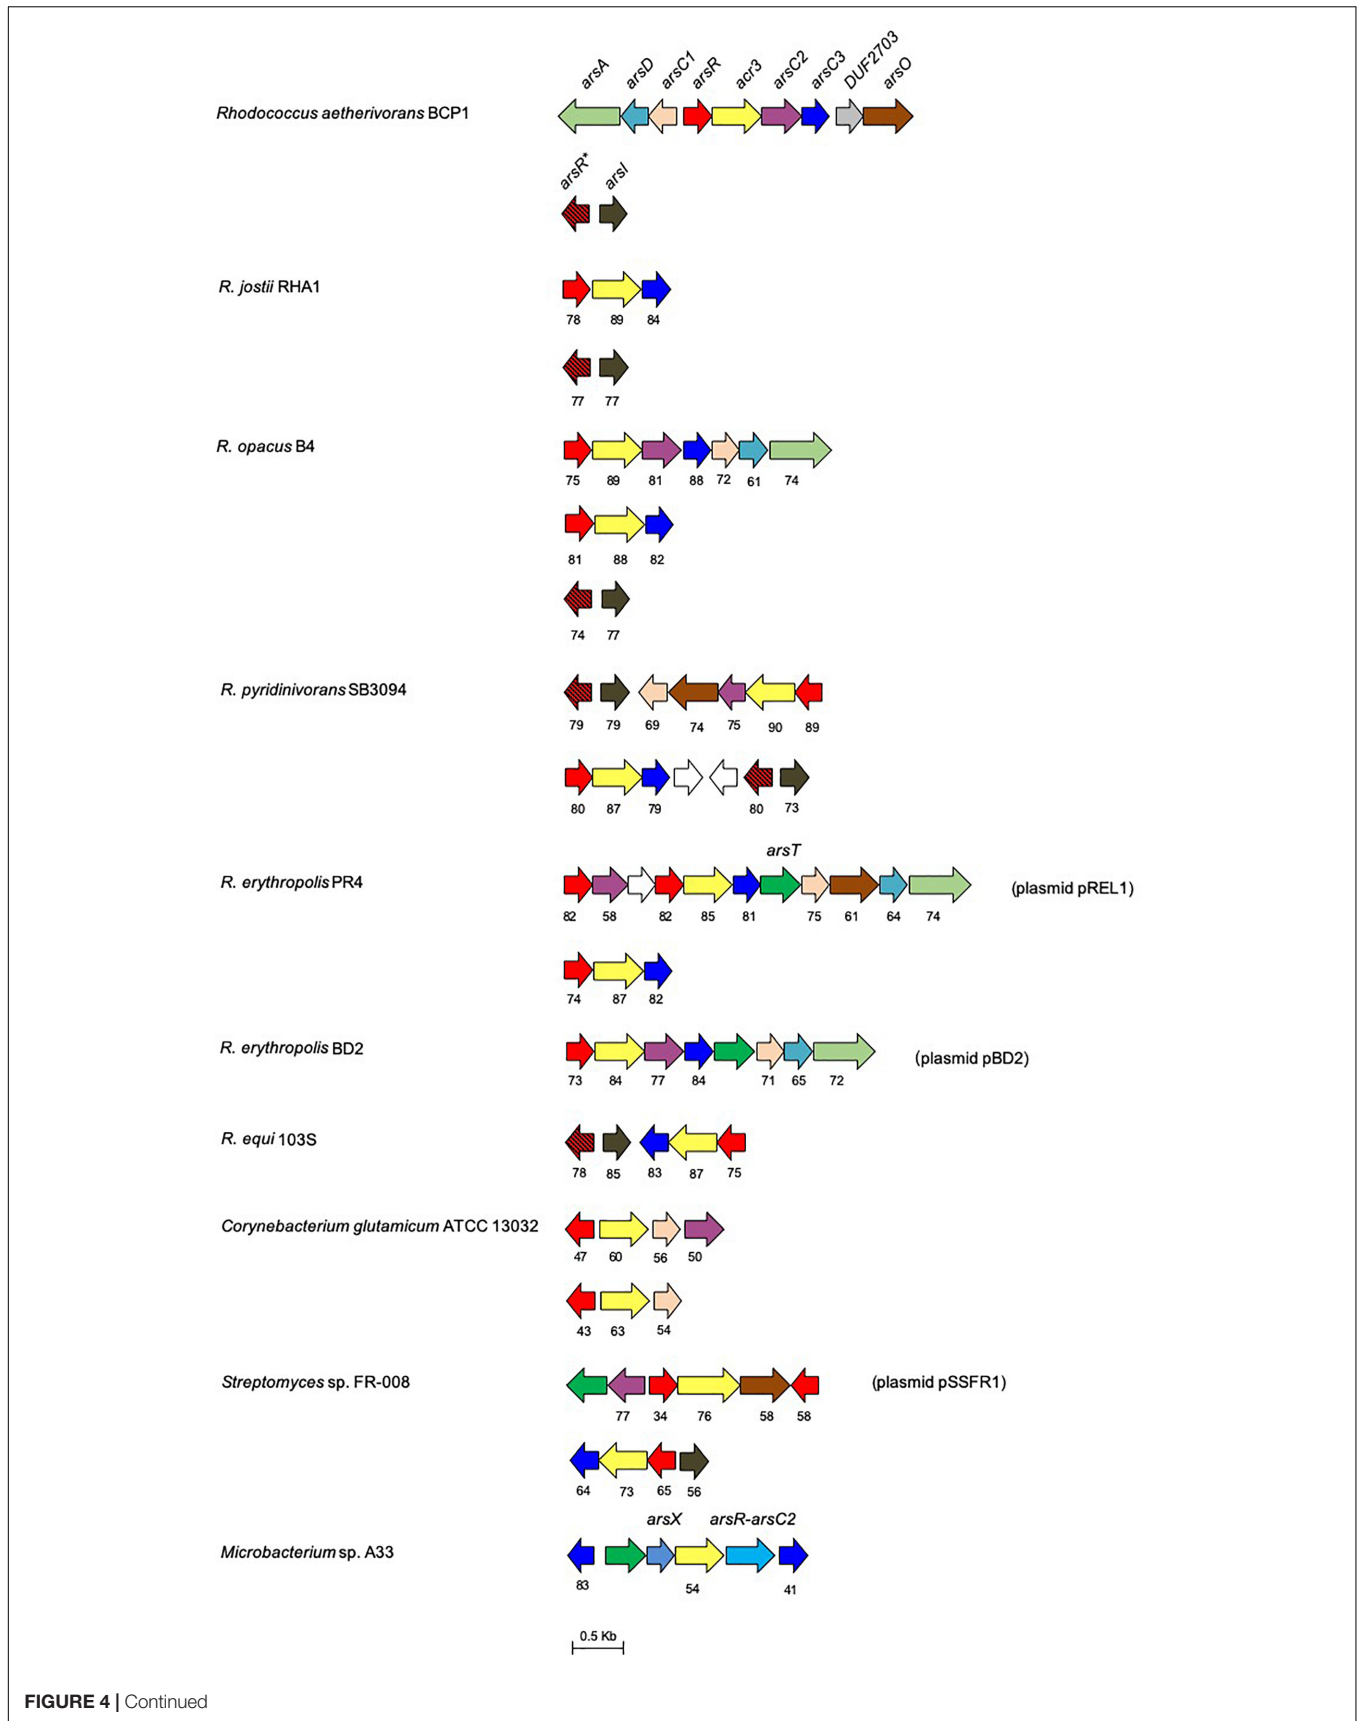 arsA arsD arsC1 arsR acr3 arsC2 arsC3 DUF2703 arsO
Rhodococcus aetherivorans BCP1
arsR* arsI
R. jostii RHA1
78 89 84
77 77
R. opacus B4
75 89 81 88 72 61 74
81 88 82
74 77
R. pyridinivorans SB3094
79 79 69 74 75 90 89
80 87 79 80 73
arsT
R. erythropolis PR4 (plasmid pREL1)
82 58 82 85 81 75 61 64 74
74 87 82
R. erythropolis BD2 (plasmid pBD2)
73 84 77 84 71 65 72
R. equi 103S
78 85 83 87 75
Corynebacterium glutamicum ATCC 13032
47 60 56 50
43 63 54
Streptomyces sp. FR-008 (plasmid pSSFR1)
77 34 76 58 58
64 73 65 56
arsX arsR-arsC2
Microbacterium sp. A33
83 54 41
0.5 Kb
FIGURE 4 | Continued